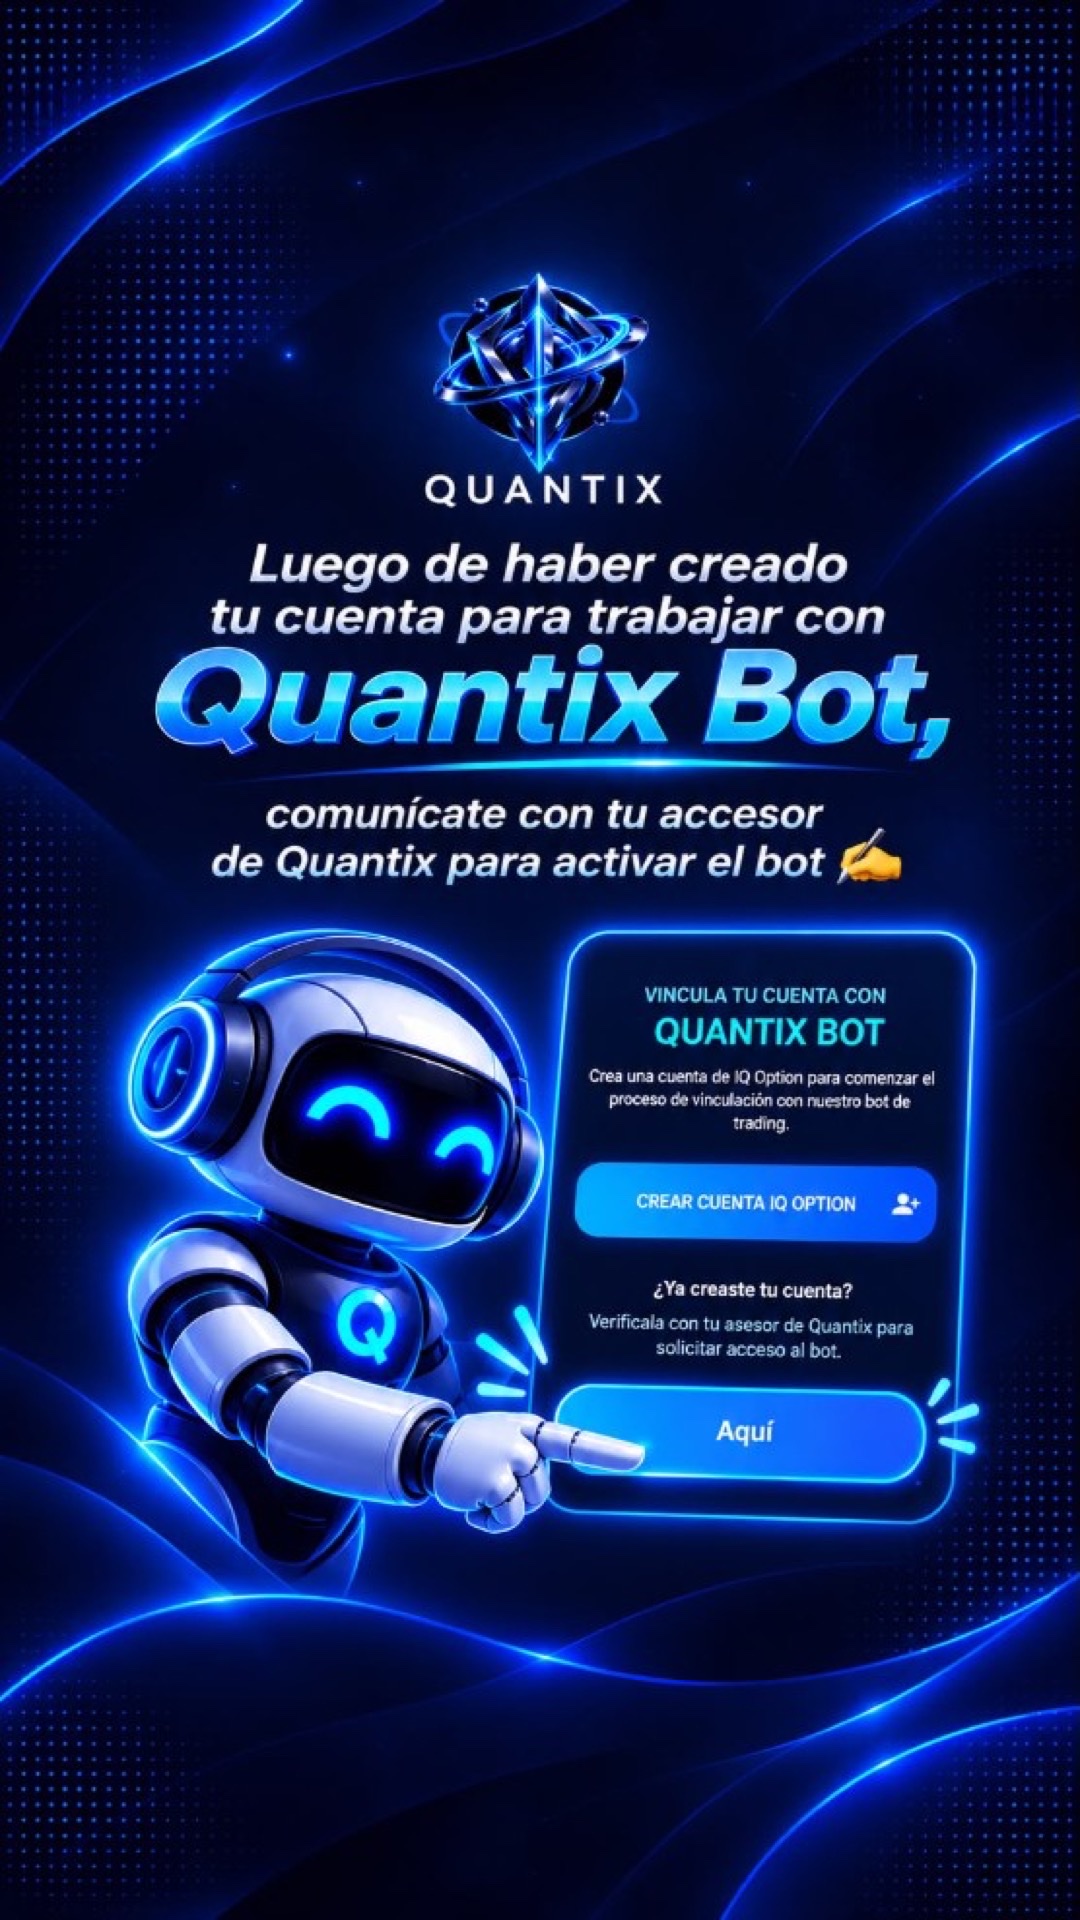 QUANTIX
Luego de haber creado
tu cuenta para trabajar con
Quantix Bot,
comunícate con tu accesor
de Quantix para activar el bot ✍️
VINCULA TU CUENTA CON
QUANTIX BOT
Crea una cuenta de IQ Option para comenzar el
proceso de vinculación con nuestro bot de
trading.
CREAR CUENTA IQ OPTION
¿Ya creaste tu cuenta?
Verificala con tu asesor de Quantix para
solicitar acceso al bot.
Q
Aquí